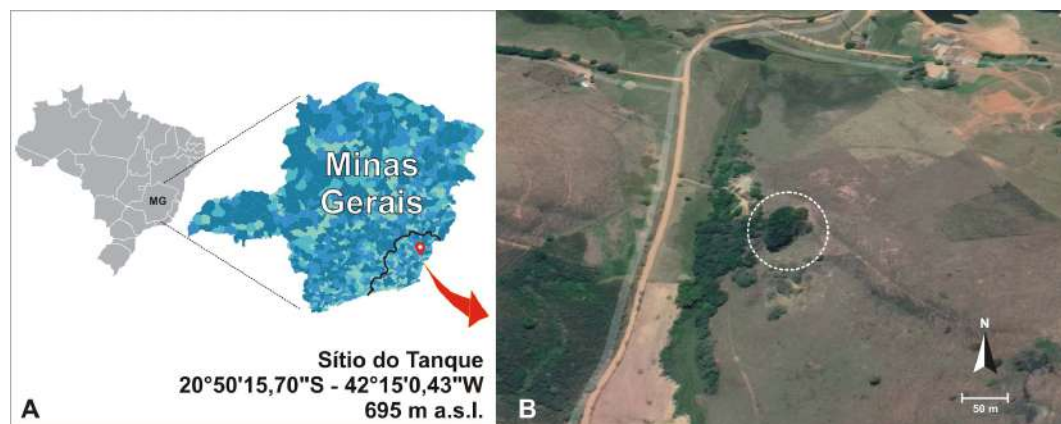 MG
Minas
Gerais
Sítio do Tanque
20°50'15,70"S - 42°15'0,43"W
695 m a.s.l.
A
B
N
50 m